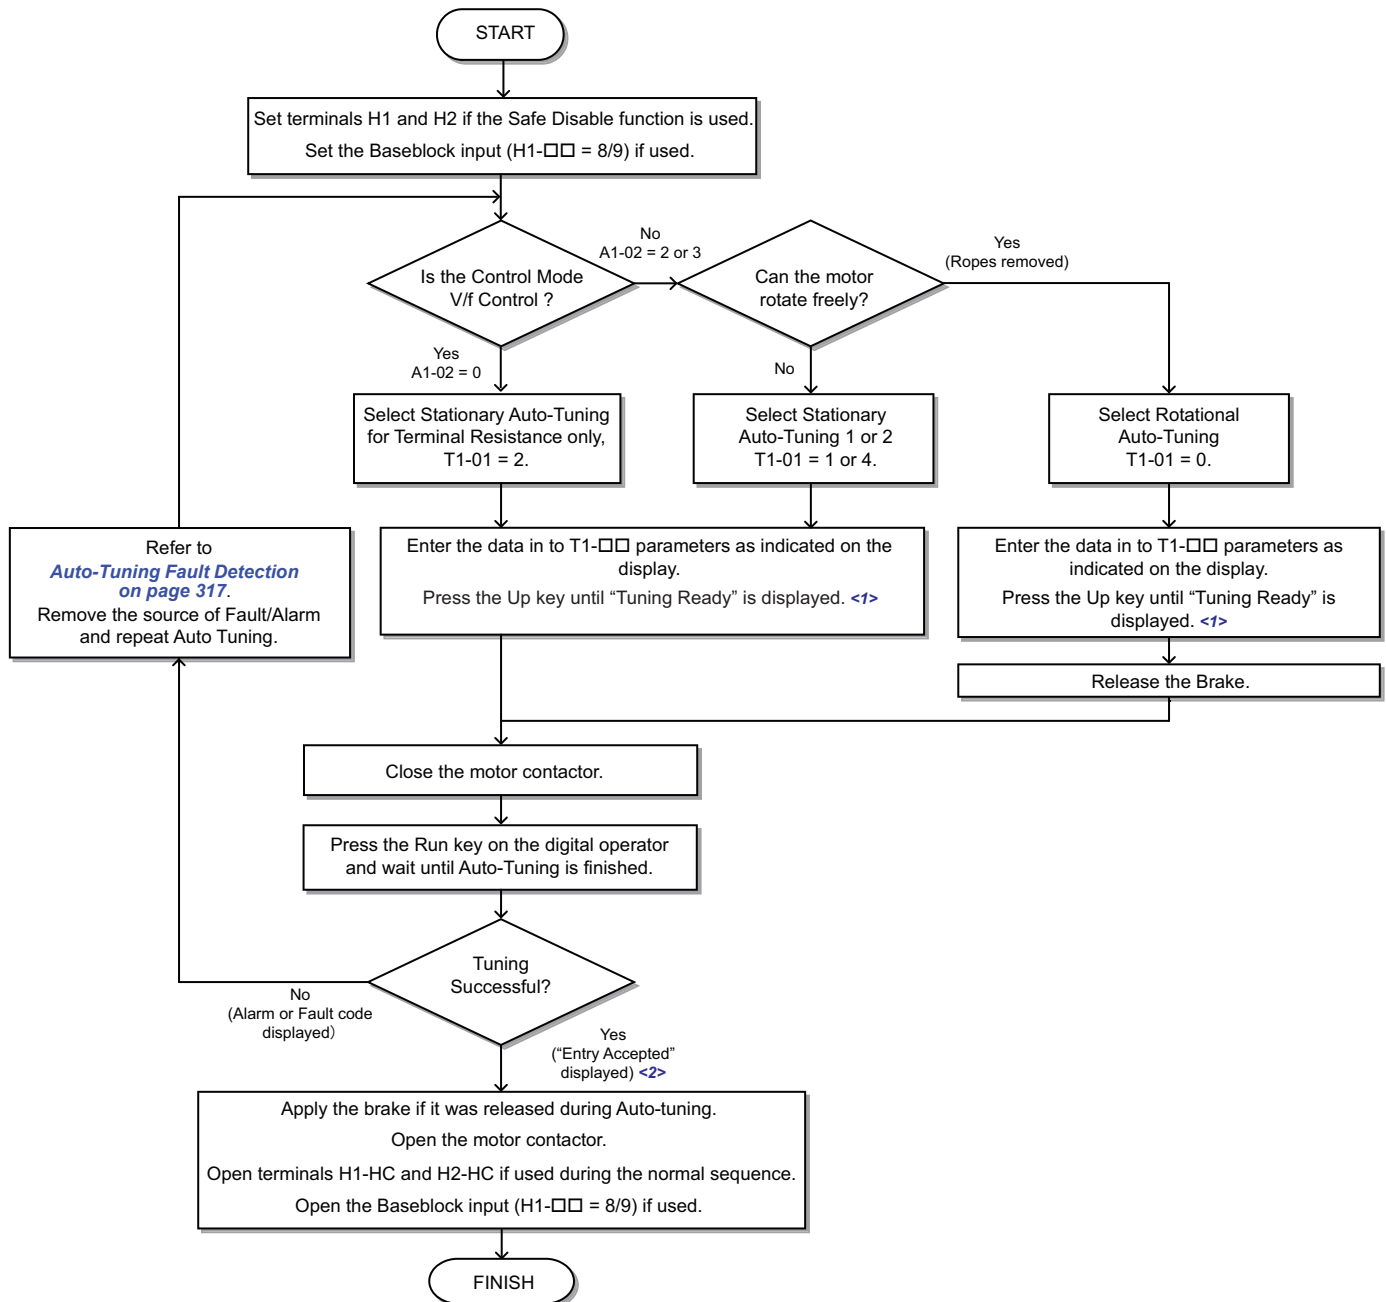 START
Set terminals H1 and H2 if the Safe Disable function is used.
Set the Baseblock input (H1-□□ = 8/9) if used.
No
A1-02 = 2 or 3
Yes
(Ropes removed)
Is the Control Mode
V/f Control ?
Can the motor
rotate freely?
Yes
A1-02 = 0
No
Select Stationary Auto-Tuning
for Terminal Resistance only,
T1-01 = 2.
Select Stationary
Auto-Tuning 1 or 2
T1-01 = 1 or 4.
Select Rotational
Auto-Tuning
T1-01 = 0.
Refer to
Auto-Tuning Fault Detection
on page 317.
Remove the source of Fault/Alarm
and repeat Auto Tuning.
Enter the data in to T1-□□ parameters as indicated on the
display.
Press the Up key until “Tuning Ready” is displayed. <1>
Enter the data in to T1-□□ parameters as
indicated on the display.
Press the Up key until “Tuning Ready” is
displayed. <1>
Release the Brake.
Close the motor contactor.
Press the Run key on the digital operator
and wait until Auto-Tuning is finished.
Tuning
Successful?
No
(Alarm or Fault code
displayed)
Yes
(“Entry Accepted”
displayed) <2>
Apply the brake if it was released during Auto-tuning.
Open the motor contactor.
Open terminals H1-HC and H2-HC if used during the normal sequence.
Open the Baseblock input (H1-□□ = 8/9) if used.
FINISH